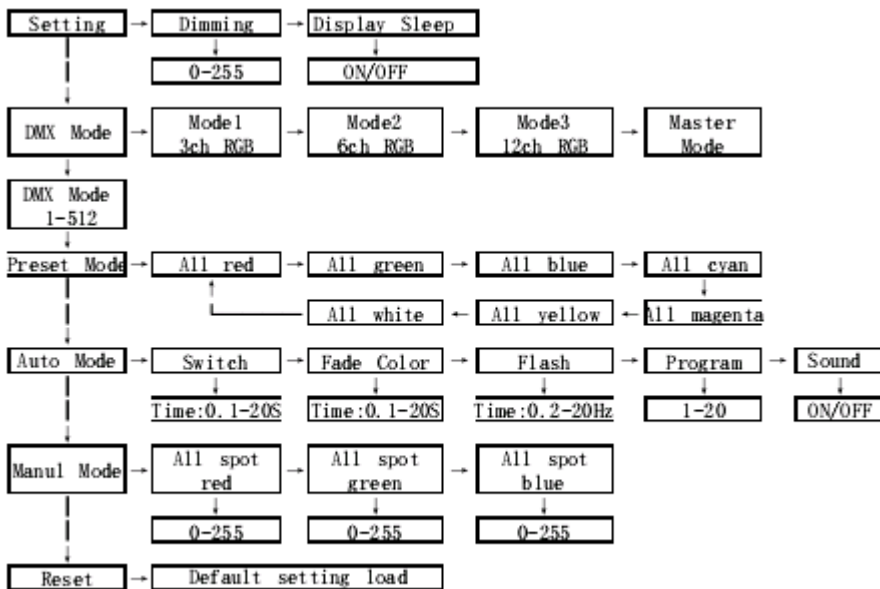 Setting
Dimming
Display Sleep
0-255
ON/OFF
DMX Mode
Mode1
3ch RGB
Mode2
6ch RGB
Mode3
12ch RGB
Master
Mode
DMX Mode
1-512
Preset Mode
All red
All green
All blue
All cyan
All white
All yellow
All magenta
Auto Mode
Switch
Fade Color
Flash
Program
Sound
Time:0.1-20S
Time:0.1-20S
Time:0.2-20Hz
1-20
ON/OFF
Manul Mode
All spot
red
All spot
green
All spot
blue
0-255
0-255
0-255
Reset
Default setting load